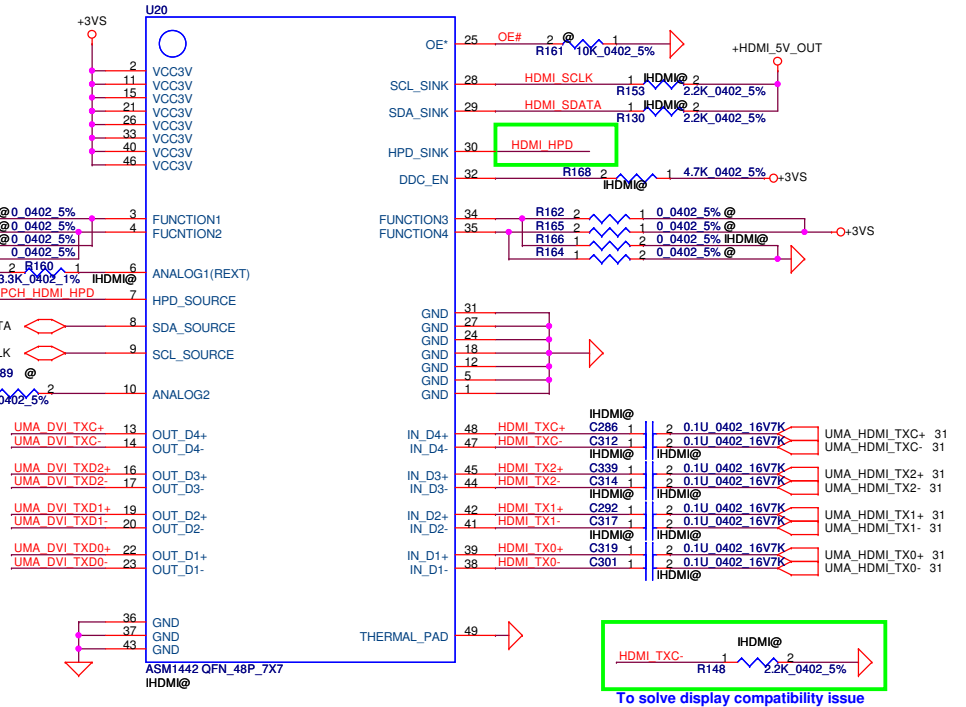 U20
+3VS
OE* 25 OE# 2 @ 1
R161 10K_0402_5%
+HDMI_5V_OUT
2 VCC3V
11 VCC3V
15 VCC3V
21 VCC3V
26 VCC3V
33 VCC3V
40 VCC3V
46 VCC3V
SCL_SINK 28 HDMI_SCLK 1 IHDMI@ 2
R153 2.2K_0402_5%
SDA_SINK 29 HDMI_SDATA 1 IHDMI@ 2
R130 2.2K_0402_5%
HPD_SINK 30 HDMI_HPD
DDC_EN 32 R168 2 1 4.7K_0402_5% +3VS
IHDMI@
@ 0_0402_5% 3 FUNCTION1
@ 0_0402_5% 4 FUCNTION2
@ 0_0402_5%
0_0402_5%
FUNCTION3 34 R162 2 1 0_0402_5% @
FUNCTION4 35 R165 2 1 0_0402_5% @ +3VS
R166 2 1 0_0402_5% IHDMI@
R164 2 1 0_0402_5% @
2 R160 1 6 ANALOG1(REXT)
3.3K_0402_1% IHDMI@
PCH_HDMI_HPD 7 HPD_SOURCE
TA 8 SDA_SOURCE
LK 9 SCL_SOURCE
89 @
2 10 ANALOG2
0402_5%
GND 31
GND 27
GND 24
GND 18
GND 12
GND 5
GND 1
IHDMI@
UMA_DVI_TXC+ 13 OUT_D4+ IN_D4+ 48 HDMI_TXC+ C286 1 2 0.1U_0402_16V7K UMA_HDMI_TXC+ 31
UMA_DVI_TXC- 14 OUT_D4- IN_D4- 47 HDMI_TXC- C312 1 2 0.1U_0402_16V7K UMA_HDMI_TXC- 31
IHDMI@ IHDMI@
UMA_DVI_TXD2+ 16 OUT_D3+ IN_D3+ 45 HDMI_TX2+ C339 1 2 0.1U_0402_16V7K UMA_HDMI_TX2+ 31
UMA_DVI_TXD2- 17 OUT_D3- IN_D3- 44 HDMI_TX2- C314 1 2 0.1U_0402_16V7K UMA_HDMI_TX2- 31
IHDMI@ IHDMI@
UMA_DVI_TXD1+ 19 OUT_D2+ IN_D2+ 42 HDMI_TX1+ C292 1 2 0.1U_0402_16V7K UMA_HDMI_TX1+ 31
UMA_DVI_TXD1- 20 OUT_D2- IN_D2- 41 HDMI_TX1- C317 1 2 0.1U_0402_16V7K UMA_HDMI_TX1- 31
IHDMI@ IHDMI@
UMA_DVI_TXD0+ 22 OUT_D1+ IN_D1+ 39 HDMI_TX0+ C319 1 2 0.1U_0402_16V7K UMA_HDMI_TX0+ 31
UMA_DVI_TXD0- 23 OUT_D1- IN_D1- 38 HDMI_TX0- C301 1 2 0.1U_0402_16V7K UMA_HDMI_TX0- 31
IHDMI@
36 GND
37 GND
43 GND
THERMAL_PAD 49
ASM1442 QFN_48P_7X7
IHDMI@
IHDMI@
HDMI_TXC- 1 2
R148 2.2K_0402_5%
To solve display compatibility issue